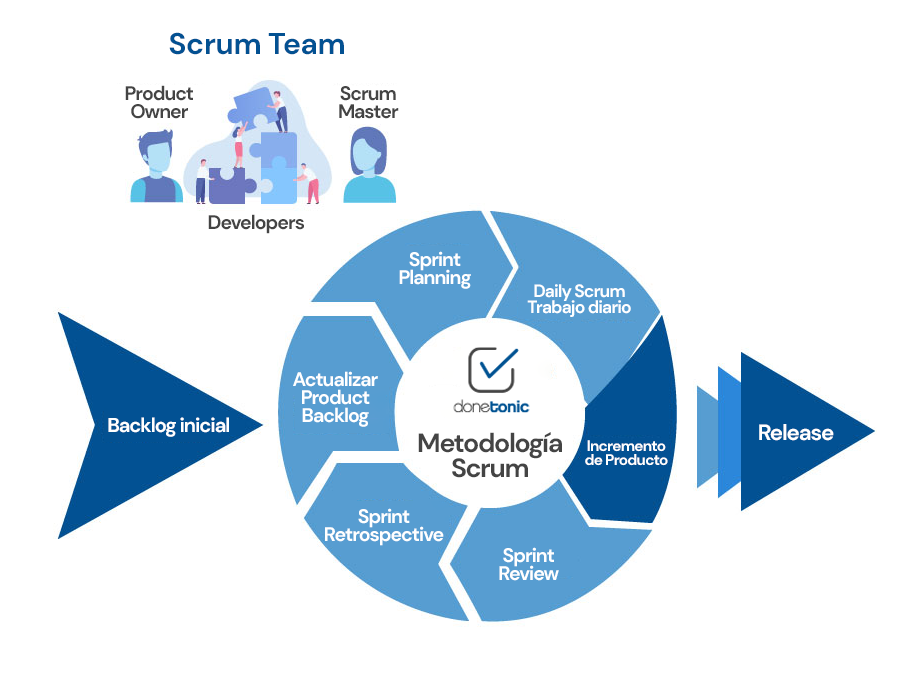 Scrum Team
Product
Owner
Scrum
Master
Developers
Sprint
Planning
Daily Scrum
Trabajo diario
Actualizar
Product
Backlog
Backlog inicial
donetonic
Metodología
Scrum
Incremento
de Producto
Release
Sprint
Retrospective
Sprint
Review